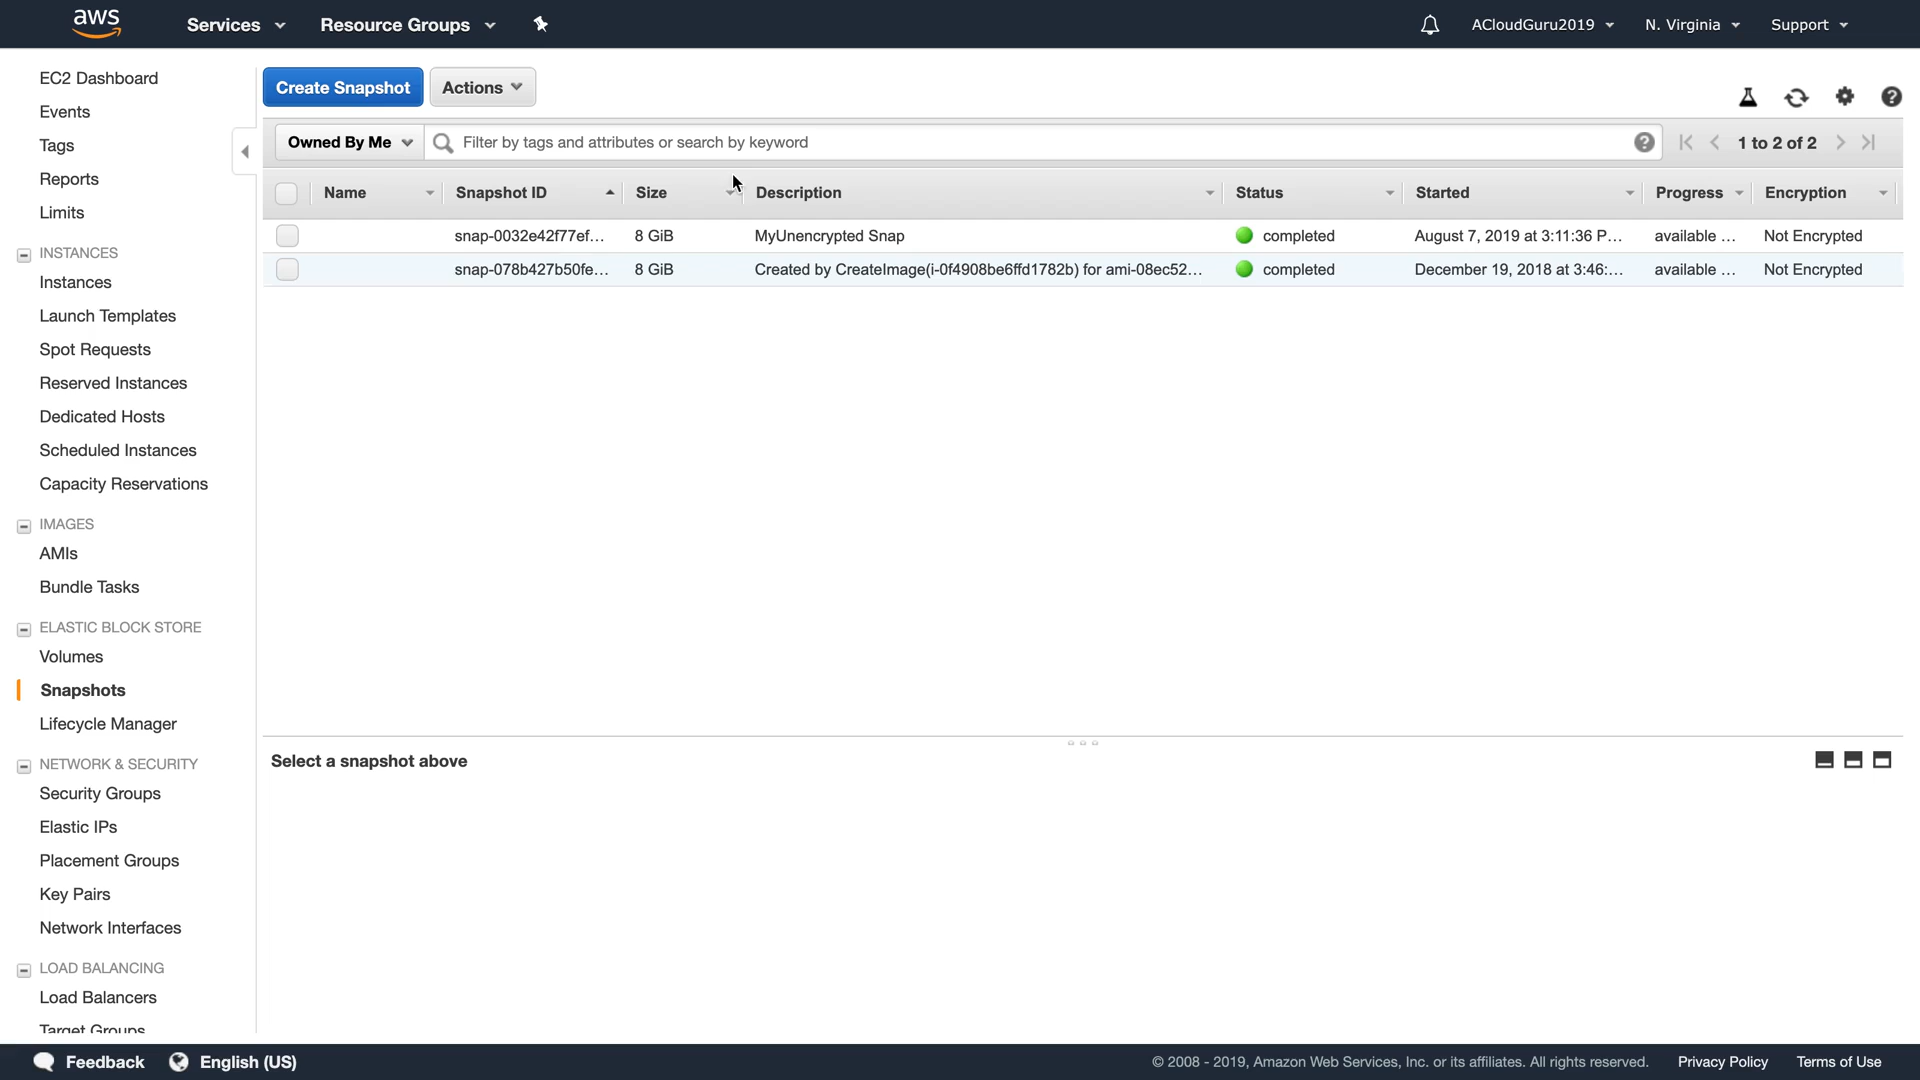 aws
Services
Resource Groups
ACloudGuru2019
N. Virginia
Support
EC2 Dashboard
Events
Tags
Reports
Limits
INSTANCES
Instances
Launch Templates
Spot Requests
Reserved Instances
Dedicated Hosts
Scheduled Instances
Capacity Reservations
IMAGES
AMIs
Bundle Tasks
ELASTIC BLOCK STORE
Volumes
Snapshots
Lifecycle Manager
NETWORK & SECURITY
Security Groups
Elastic IPs
Placement Groups
Key Pairs
Network Interfaces
LOAD BALANCING
Load Balancers
Target Groups
Create Snapshot
Actions
Owned By Me
Filter by tags and attributes or search by keyword
1 to 2 of 2
Name Snapshot ID Size Description Status Started Progress Encryption
snap-0032e42f77ef... 8 GiB MyUnencrypted Snap completed August 7, 2019 at 3:11:36 P... available ... Not Encrypted
snap-078b427b50fe... 8 GiB Created by CreateImage(i-0f4908be6ffd1782b) for ami-08ec52... completed December 19, 2018 at 3:46:... available ... Not Encrypted
Select a snapshot above
Feedback
English (US)
© 2008 - 2019, Amazon Web Services, Inc. or its affiliates. All rights reserved.
Privacy Policy
Terms of Use